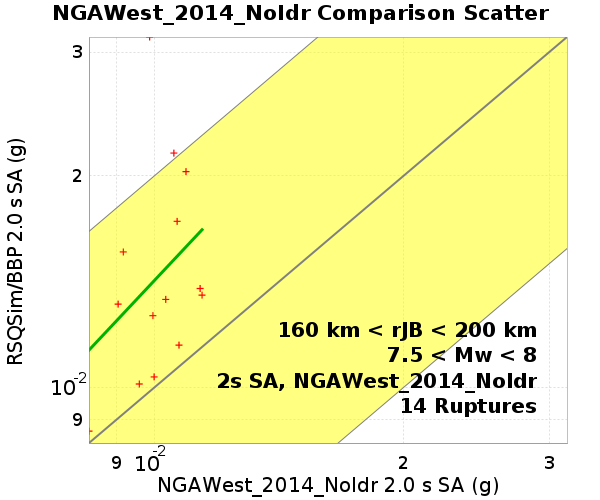 NGAWest_2014_NoIdr Comparison Scatter
RSQSim/BBP 2.0 s SA (g)
3
2
10-2
9
160 km < rJB < 200 km
7.5 < Mw < 8
2s SA, NGAWest_2014_NoIdr
14 Ruptures
9 10-2 2 3
NGAWest_2014_NoIdr 2.0 s SA (g)